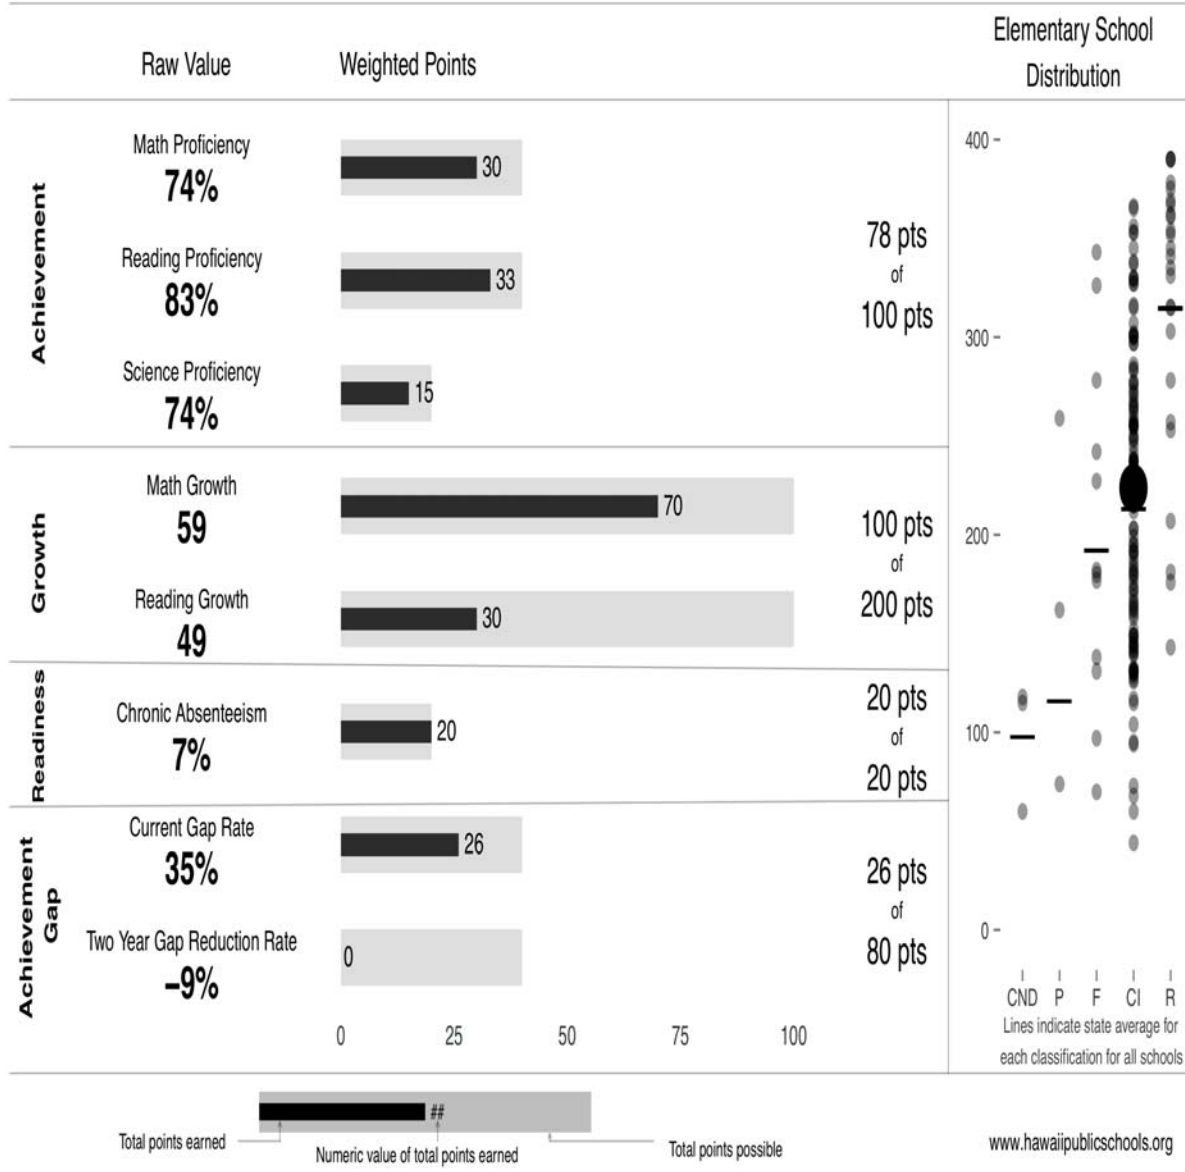 Raw Value
Weighted Points
Elementary School
Distribution
Achievement
Math Proficiency
74%
30
Reading Proficiency
83%
33
Science Proficiency
74%
15
78 pts
of
100 pts
Growth
Math Growth
59
70
Reading Growth
49
30
100 pts
of
200 pts
Readiness
Chronic Absenteeism
7%
20
20 pts
of
20 pts
Achievement
Gap
Current Gap Rate
35%
26
Two Year Gap Reduction Rate
–9%
0
26 pts
of
80 pts
0 25 50 75 100
400
300
200
100
0
CND P F CI R
Lines indicate state average for
each classification for all schools
##
Total points earned
Numeric value of total points earned
Total points possible
www.hawaiipublicschools.org